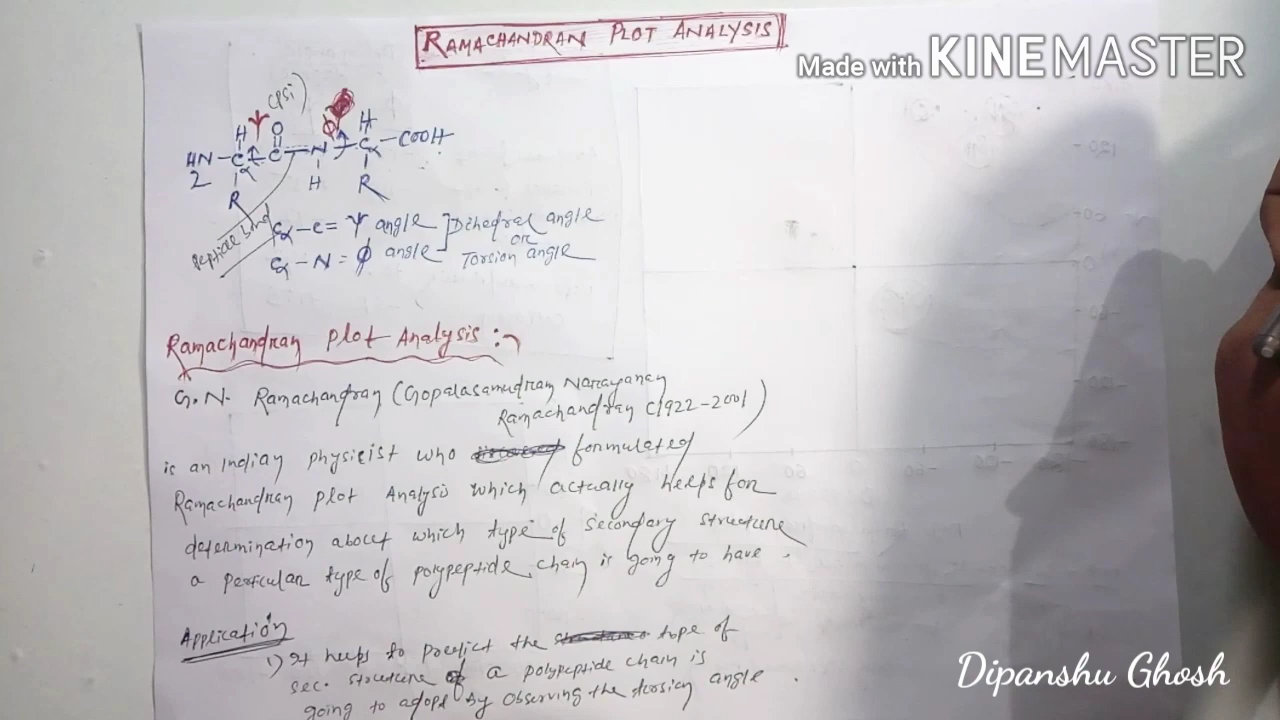 RAMACHANDRAN PLOT ANALYSIS
Made with KINEMASTER
(Psi)
H ψ O ϕ H
H2N - Cα - C - N - Cα - COOH
R H R
Peptide bond
Cα - C = ψ angle ] Dihedral angle
or
Cα - N = ϕ angle Torsion angle
Ramachandran Plot Analysis :-
G.N. Ramachandran (Gopalasamudram Narayanan
Ramachandran (1922-2001)
is an Indian physicist who formulated
Ramachandran plot Analysis which actually helps for
determination about which type of secondary structure
a perticular type of polypeptide chain is going to have.
Application
1) It helps to predict the type of
sec. structure of a polypeptide chain is
going to adopt by observing the torsion angle.
Dipanshu Ghosh